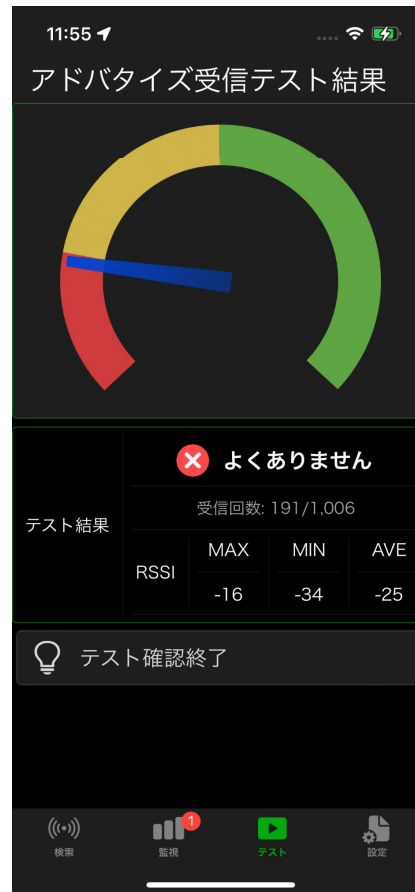 11:55
アドバタイズ受信テスト結果
よくありません
受信回数: 191/1,006
テスト結果
RSSI
MAX MIN AVE
-16 -34 -25
テスト確認終了
1
検索 監視 テスト 設定